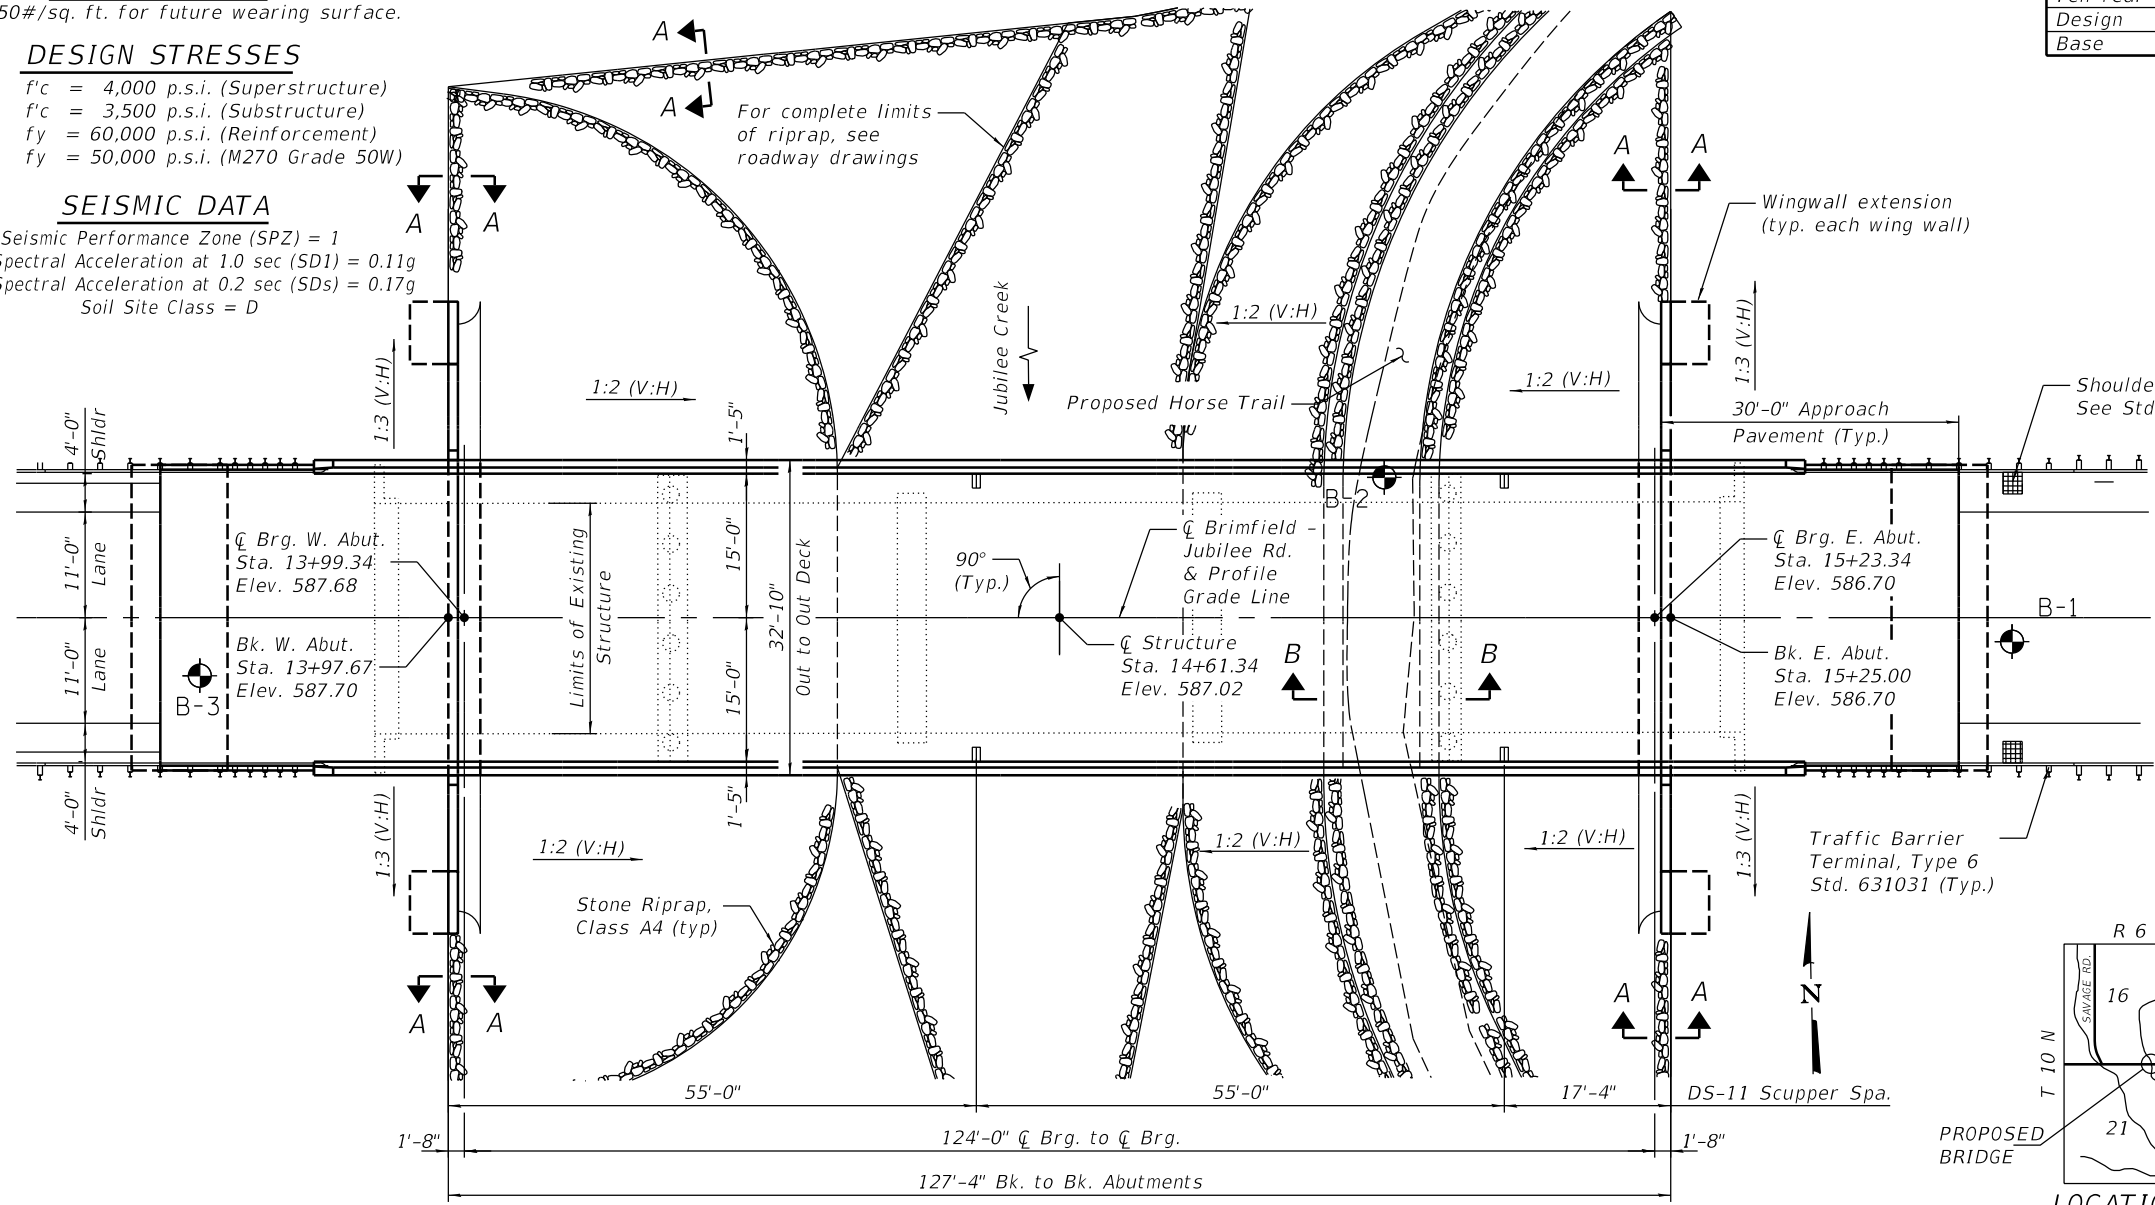 50#/sq. ft. for future wearing surface.
DESIGN STRESSES
f'c = 4,000 p.s.i. (Superstructure)
f'c = 3,500 p.s.i. (Substructure)
fy = 60,000 p.s.i. (Reinforcement)
fy = 50,000 p.s.i. (M270 Grade 50W)
SEISMIC DATA
Seismic Performance Zone (SPZ) = 1
Spectral Acceleration at 1.0 sec (SD1) = 0.11g
Spectral Acceleration at 0.2 sec (SDs) = 0.17g
Soil Site Class = D
Design
Base
A
A
For complete limits
of riprap, see
roadway drawings
A
A
A
A
Wingwall extension
(typ. each wing wall)
1:3 (V:H)
1:2 (V:H)
Jubilee Creek
1:2 (V:H)
Proposed Horse Trail
1:2 (V:H)
1:3 (V:H)
30'-0" Approach
Pavement (Typ.)
Shoulde
See Std
4'-0"
Shldr
11'-0"
Lane
11'-0"
Lane
4'-0"
Shldr
B-3
℄ Brg. W. Abut.
Sta. 13+99.34
Elev. 587.68
Bk. W. Abut.
Sta. 13+97.67
Elev. 587.70
Limits of Existing
Structure
1'-5"
15'-0"
15'-0"
1'-5"
32'-10"
Out to Out Deck
90°
(Typ.)
℄ Brimfield -
Jubilee Rd.
& Profile
Grade Line
℄ Structure
Sta. 14+61.34
Elev. 587.02
B-2
B
B
℄ Brg. E. Abut.
Sta. 15+23.34
Elev. 586.70
Bk. E. Abut.
Sta. 15+25.00
Elev. 586.70
B-1
1:3 (V:H)
1:2 (V:H)
1:2 (V:H)
1:2 (V:H)
1:3 (V:H)
Stone Riprap,
Class A4 (typ)
Traffic Barrier
Terminal, Type 6
Std. 631031 (Typ.)
A
A
A
A
N
55'-0"
55'-0"
17'-4"
DS-11 Scupper Spa.
1'-8"
124'-0" ℄ Brg. to ℄ Brg.
1'-8"
127'-4" Bk. to Bk. Abutments
R 6
SAVAGE RD.
16
T 10 N
21
PROPOSED
BRIDGE
LOCATIO